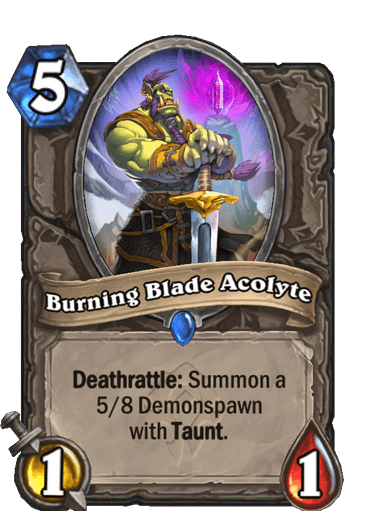 5
Burning Blade Acolyte
Deathrattle: Summon a
5/8 Demonspawn
with Taunt.
1
1